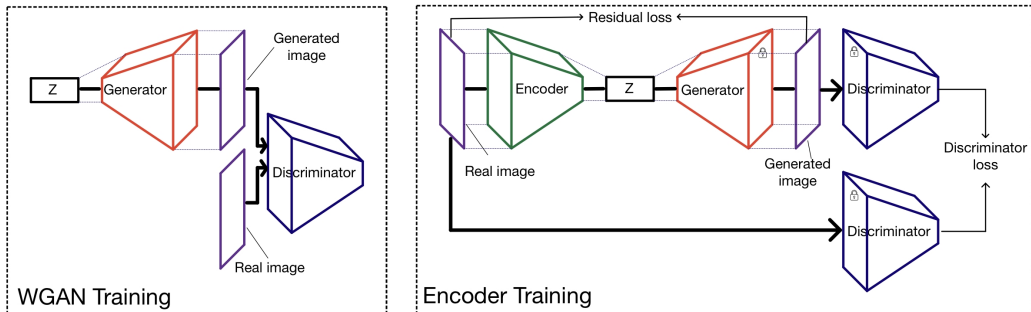 Generated
image
Z
Generator
Discriminator
Real image
WGAN Training
Residual loss
Encoder
Z
Generator
Discriminator
Real image
Generated
image
Discriminator
loss
Discriminator
Encoder Training